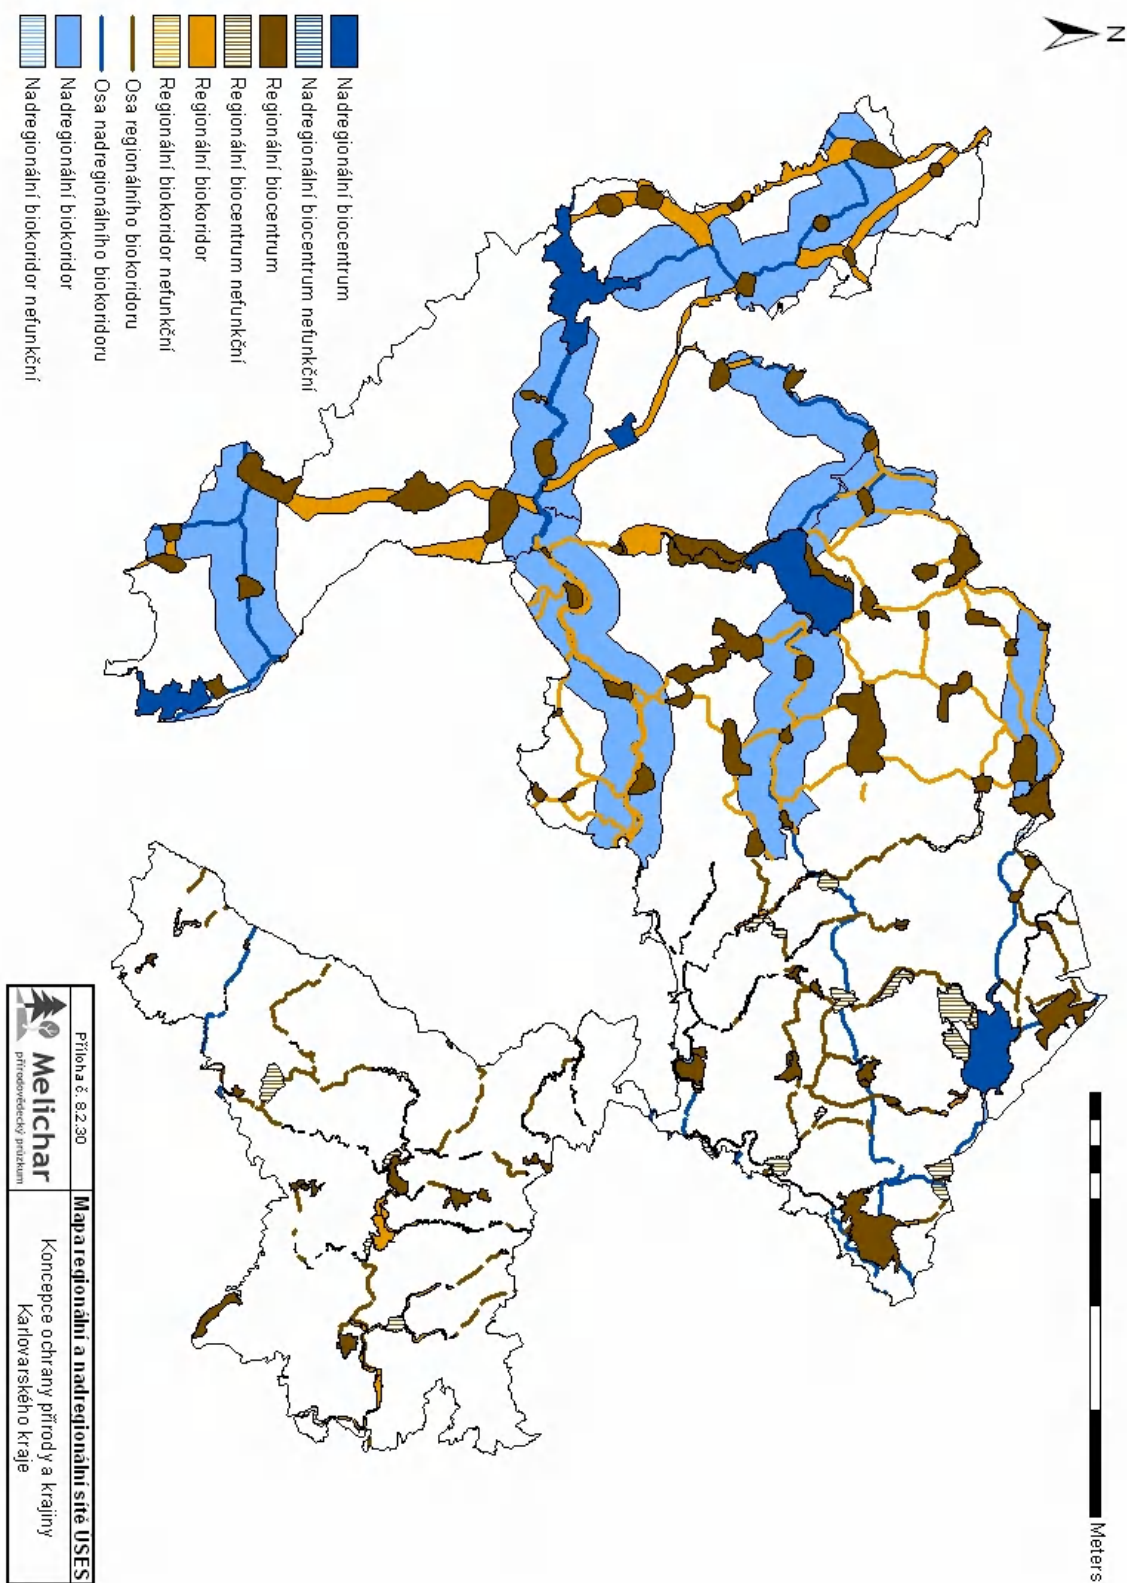 N
Meters
Nadregionální biocentrum
Nadregionální biocentrum nefunkční
Regionální biocentrum
Regionální biocentrum nefunkční
Regionální biokoridor
Regionální biokoridor nefunkční
Osa regionálního biokoridoru
Osa nadregionálního biokoridoru
Nadregionální biokoridor
Nadregionální biokoridor nefunkční
Příloha č. 8.2.30
Mapa regionální a nadregionální sítě USES
Melichar
přírodovědecký průzkum
Koncepce ochrany přírody a krajiny
Karlovarského kraje